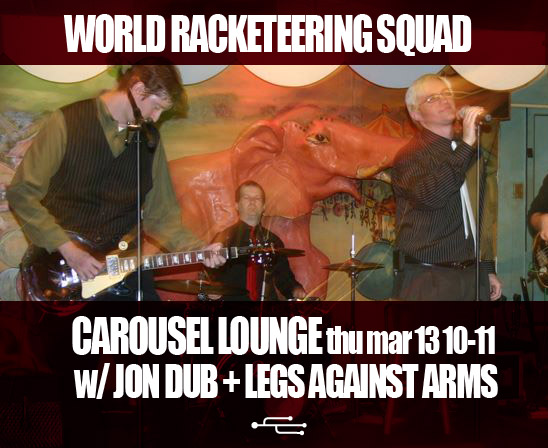 WORLD RACKETEERING SQUAD
CAROUSEL LOUNGE thu mar 13 10-11
w/ JON DUB + LEGS AGAINST ARMS